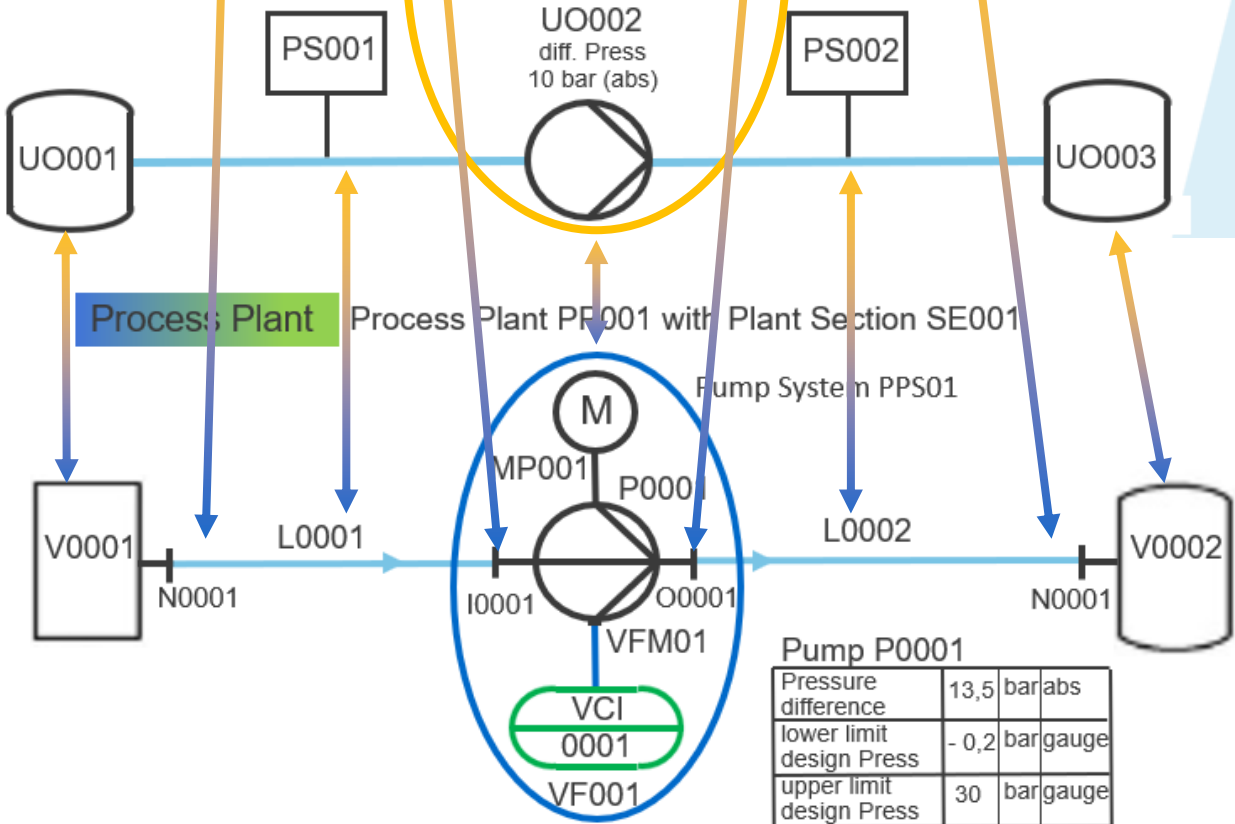 UO002
diff. Press
10 bar (abs)
PS001
PS002
UO001
UO003
Process Plant
Process Plant PP001 with Plant Section SE001
Pump System PPS01
M
MP001
P0001
V0001
L0001
L0002
V0002
N0001
I0001
O0001
N0001
VFM01
VCI
0001
VF001
Pump P0001
Pressure difference 13,5 bar abs
lower limit design Press - 0,2 bar gauge
upper limit design Press 30 bar gauge